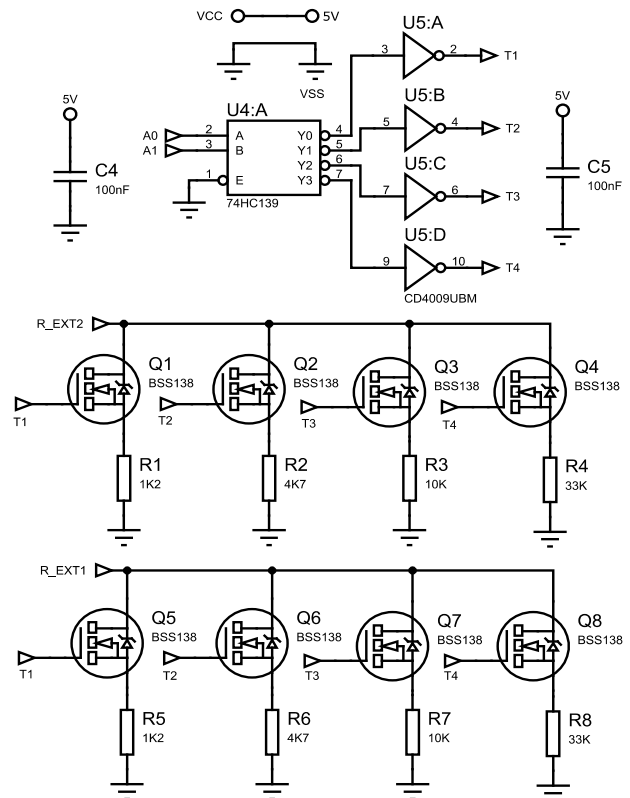 VCC 5V
VSS
U5:A
3 2 T1
U5:B
5 4 T2
U5:C
7 6 T3
U5:D
9 10 T4
CD4009UBM
U4:A
A0 2 A Y0 4
A1 3 B Y1 5
Y2 6
1 E Y3 7
74HC139
5V
C4
100nF
5V
C5
100nF
R_EXT2
Q1
BSS138
T1
R1
1K2
Q2
BSS138
T2
R2
4K7
Q3
BSS138
T3
R3
10K
Q4
BSS138
T4
R4
33K
R_EXT1
Q5
BSS138
T1
R5
1K2
Q6
BSS138
T2
R6
4K7
Q7
BSS138
T3
R7
10K
Q8
BSS138
T4
R8
33K